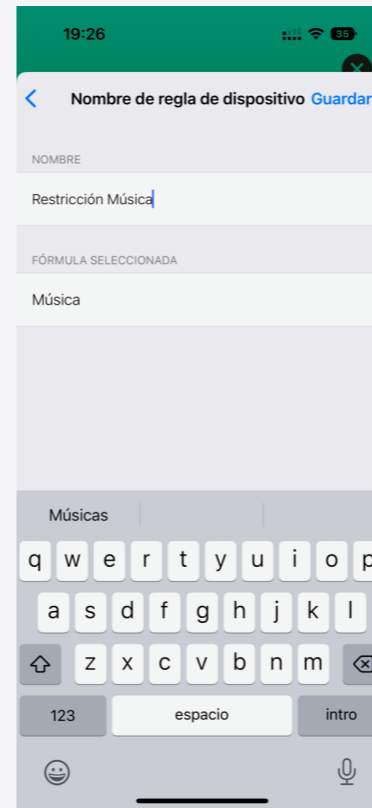 19:26
35
Nombre de regla de dispositivo Guardar
NOMBRE
Restricción Música
FÓRMULA SELECCIONADA
Música
Músicas
q w e r t y u i o p
a s d f g h j k l
z x c v b n m
123 espacio intro